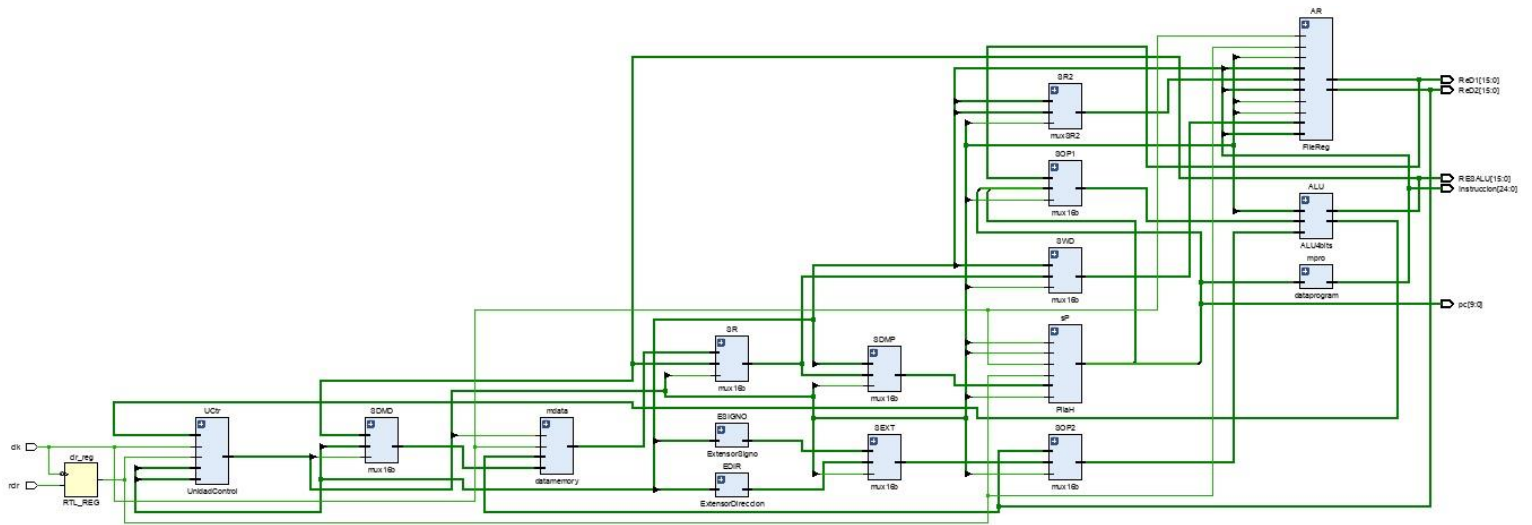 AR
FileReg
ReD1[15:0]
ReD2[15:0]
SR2
muxSR2
SOP1
mux16b
RESALU[15:0]
Instruccion[24:0]
ALU
ALU4bits
SWD
mux16b
mpro
dataprogram
pc[9:0]
sP
PilaH
SR
mux16b
SDMP
mux16b
UCtr
UnidadControl
SDMD
mux16b
mdata
datamemory
ESIGNO
ExtensorSigno
SEXT
mux16b
SOP2
mux16b
clk
clr_reg
RTL_REG
rclr
EDIR
ExtensorDireccion